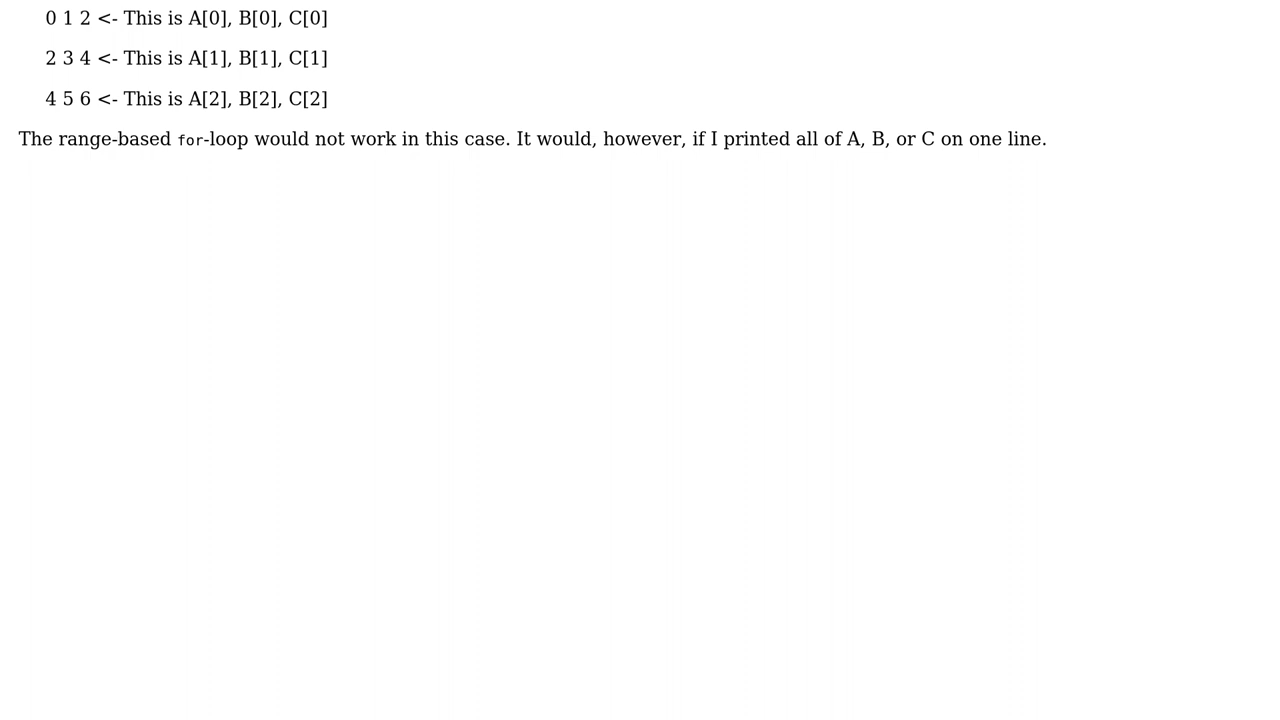 0 1 2 <- This is A[0], B[0], C[0]
2 3 4 <- This is A[1], B[1], C[1]
4 5 6 <- This is A[2], B[2], C[2]
The range-based for-loop would not work in this case. It would, however, if I printed all of A, B, or C on one line.